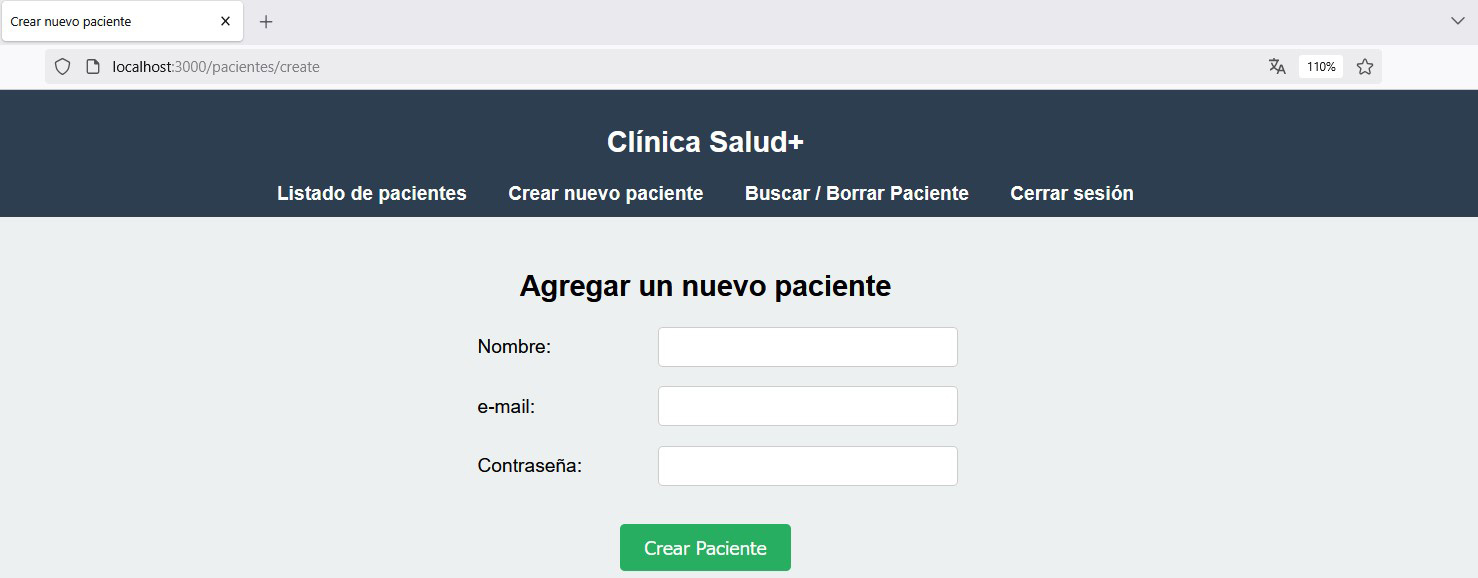 Crear nuevo paciente
localhost:3000/pacientes/create 110%
Clínica Salud+
Listado de pacientes Crear nuevo paciente Buscar / Borrar Paciente Cerrar sesión
Agregar un nuevo paciente
Nombre:
e-mail:
Contraseña:
Crear Paciente